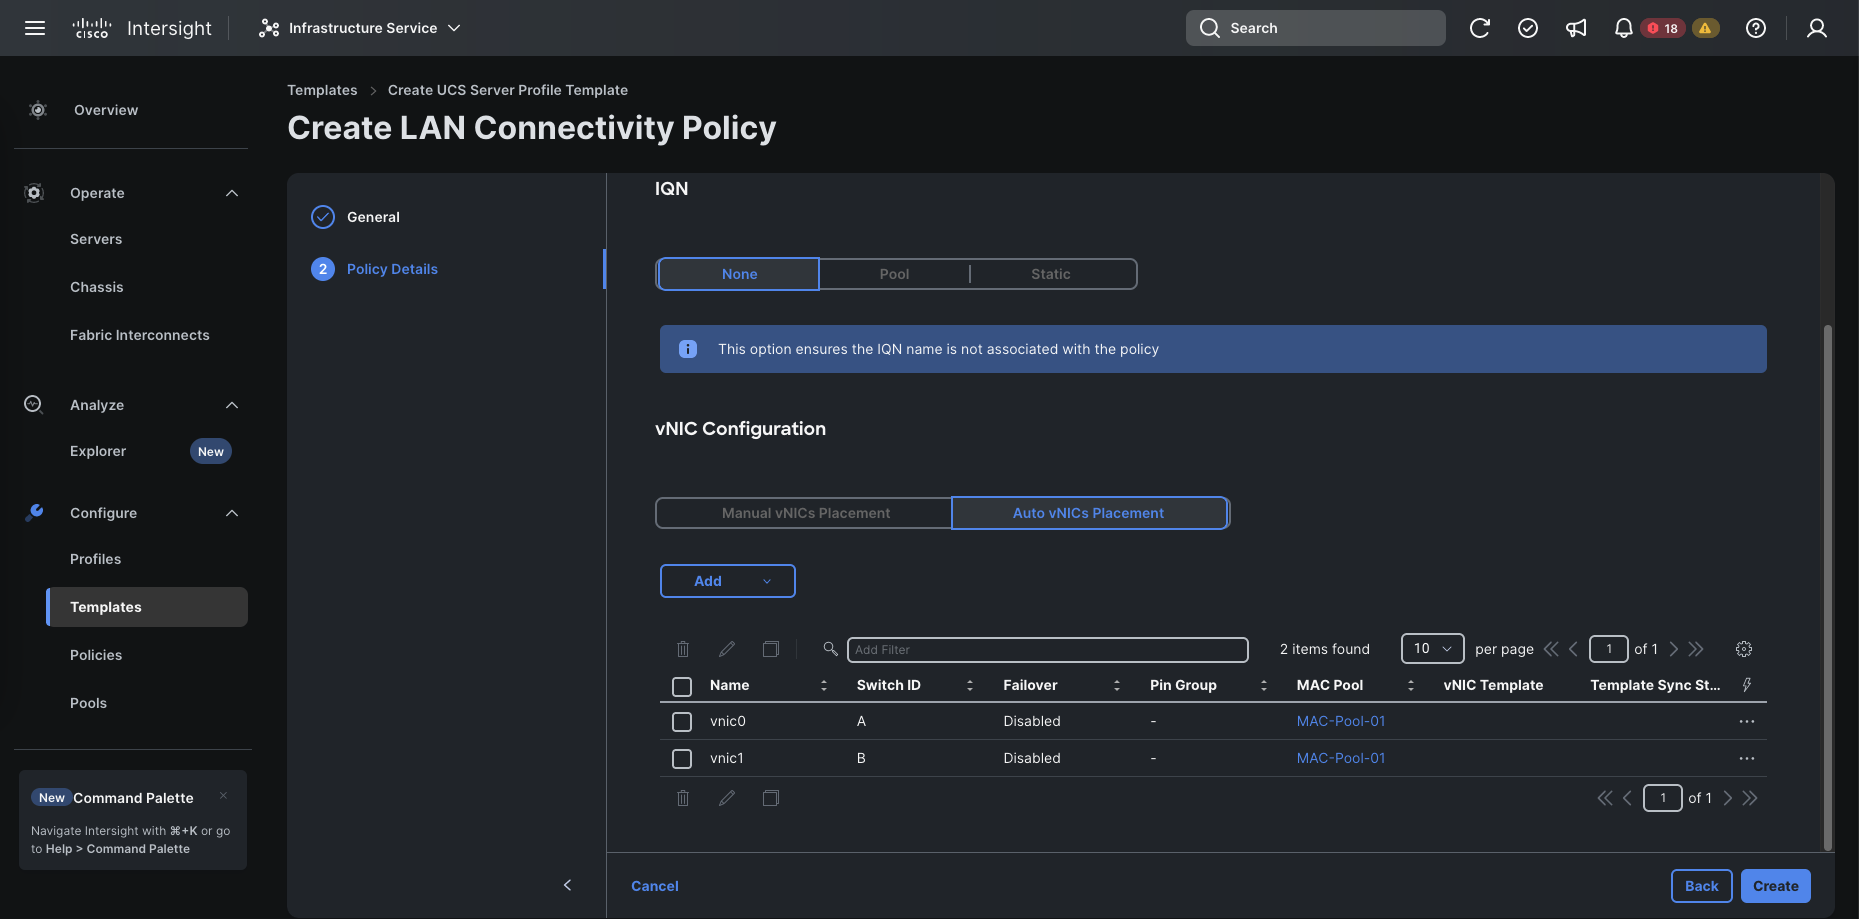 cisco Intersight Infrastructure Service Search 18
Overview
Operate
Servers
Chassis
Fabric Interconnects
Analyze
Explorer New
Configure
Profiles
Templates
Policies
Pools
New Command Palette ×
Navigate Intersight with ⌘+K or go
to Help > Command Palette
Templates > Create UCS Server Profile Template
Create LAN Connectivity Policy
General
2 Policy Details
IQN
None Pool Static
This option ensures the IQN name is not associated with the policy
vNIC Configuration
Manual vNICs Placement Auto vNICs Placement
Add
Add Filter 2 items found 10 per page 1 of 1
Name Switch ID Failover Pin Group MAC Pool vNIC Template Template Sync St...
vnic0 A Disabled - MAC-Pool-01 ...
vnic1 B Disabled - MAC-Pool-01 ...
1 of 1
Cancel Back Create